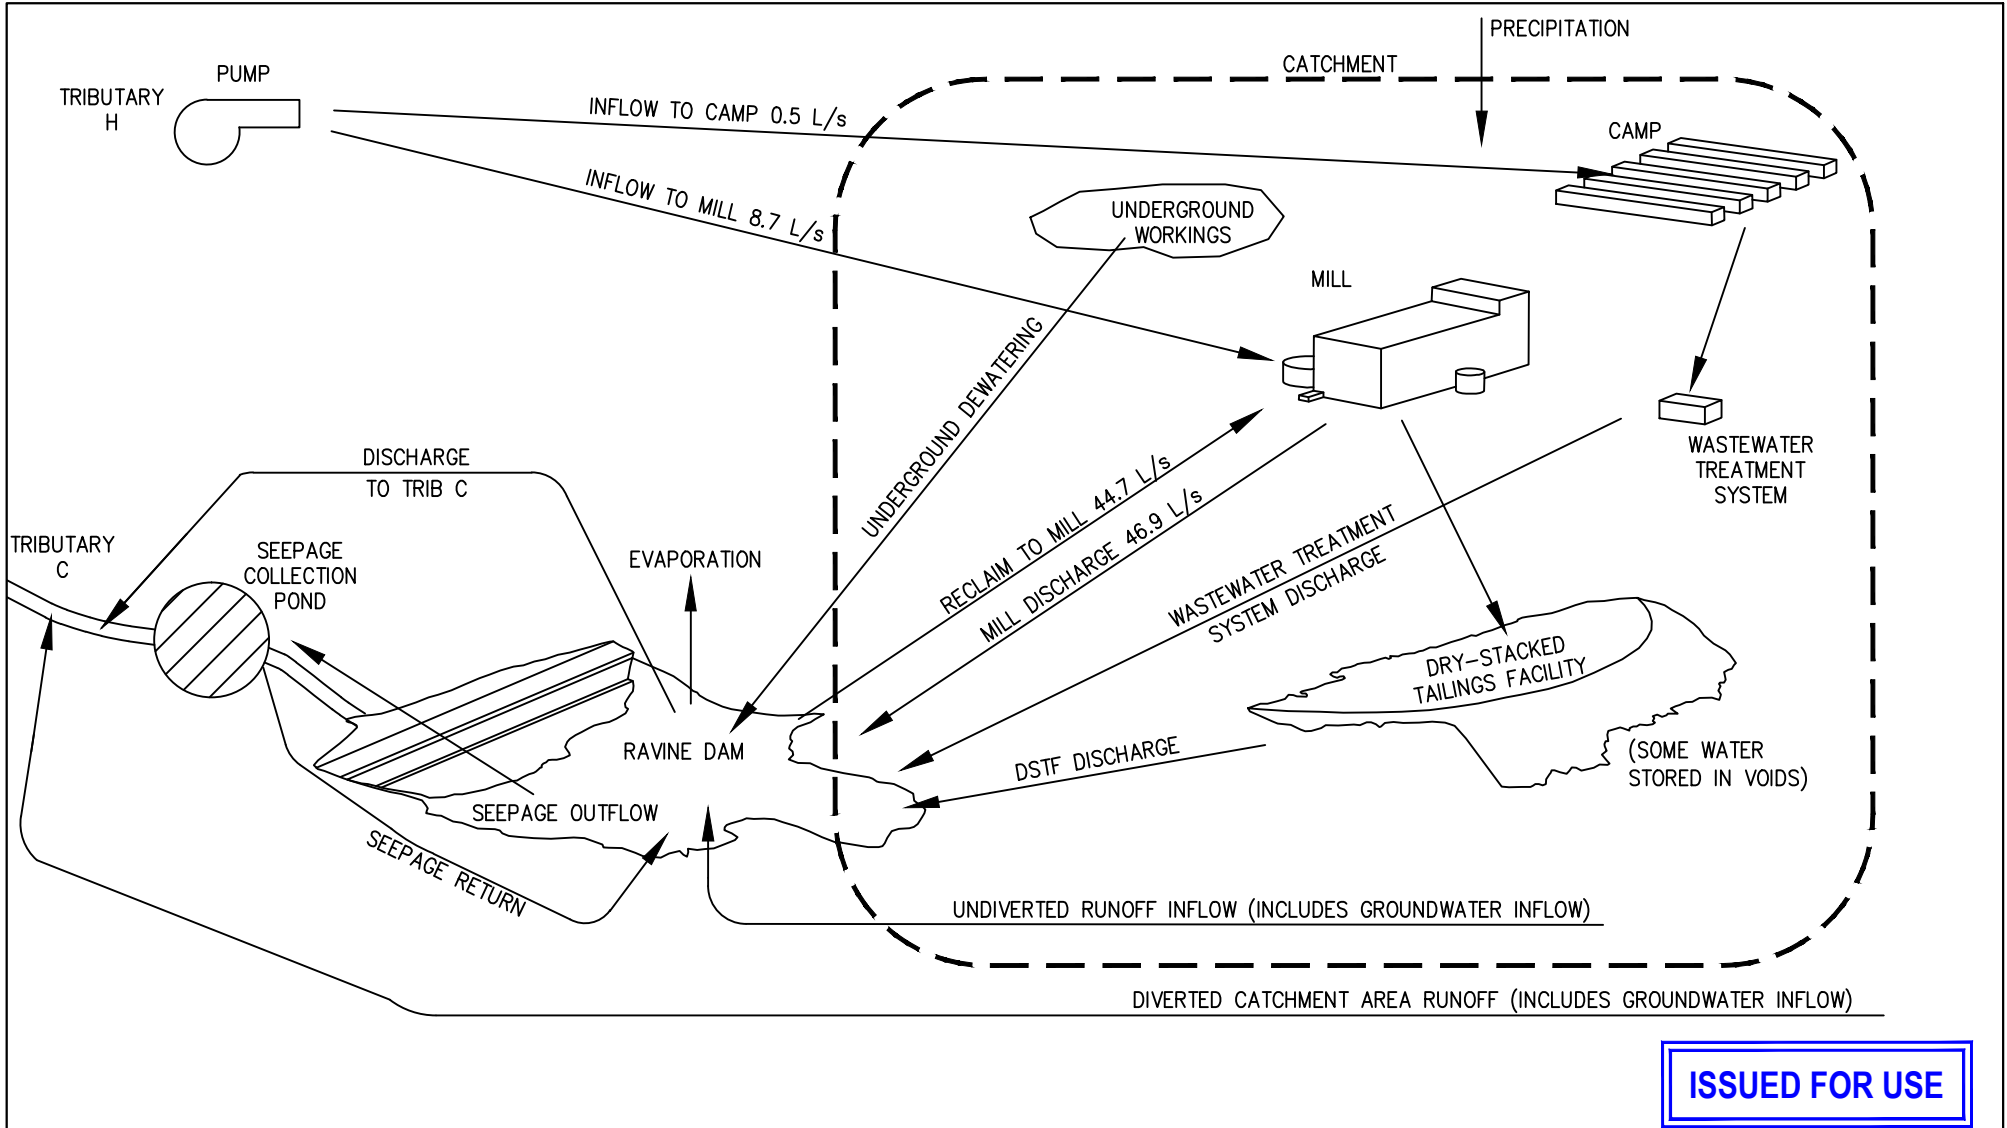 PRECIPITATION
CATCHMENT
PUMP
TRIBUTARY
H
INFLOW TO CAMP 0.5 L/s
CAMP
INFLOW TO MILL 8.7 L/s
UNDERGROUND
WORKINGS
MILL
UNDERGROUND DEWATERING
DISCHARGE
TO TRIB C
WASTEWATER
TREATMENT
SYSTEM
RECLAIM TO MILL 44.7 L/s
MILL DISCHARGE 46.9 L/s
WASTEWATER TREATMENT
SYSTEM DISCHARGE
TRIBUTARY
C
SEEPAGE
COLLECTION
POND
EVAPORATION
DRY-STACKED
TAILINGS FACILITY
RAVINE DAM
DSTF DISCHARGE
(SOME WATER
STORED IN VOIDS)
SEEPAGE OUTFLOW
SEEPAGE RETURN
UNDIVERTED RUNOFF INFLOW (INCLUDES GROUNDWATER INFLOW)
DIVERTED CATCHMENT AREA RUNOFF (INCLUDES GROUNDWATER INFLOW)
ISSUED FOR USE